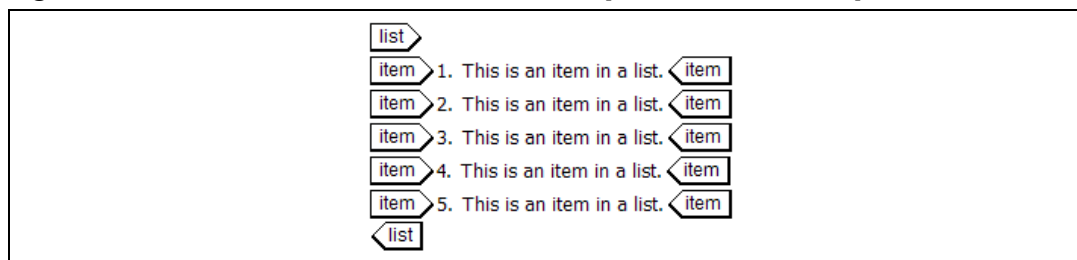 list
item 1. This is an item in a list. item
item 2. This is an item in a list. item
item 3. This is an item in a list. item
item 4. This is an item in a list. item
item 5. This is an item in a list. item
list